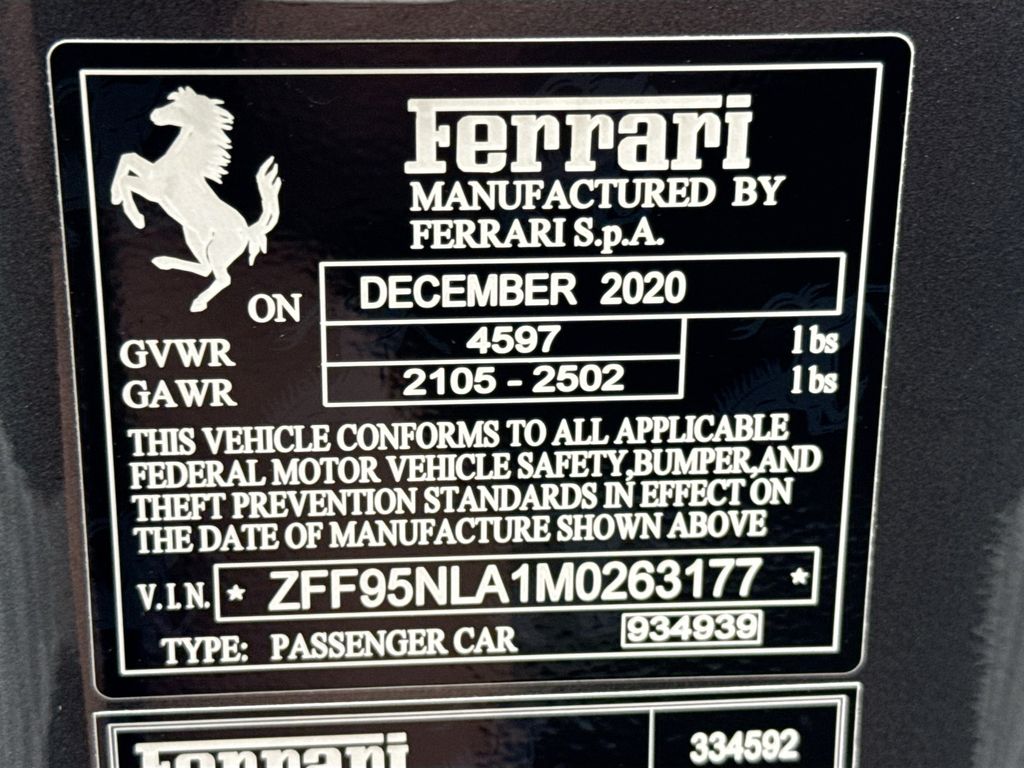 Ferrari
MANUFACTURED BY
FERRARI S.p.A.
ON DECEMBER 2020
GVWR 4597 lbs
GAWR 2105 - 2502 lbs
THIS VEHICLE CONFORMS TO ALL APPLICABLE
FEDERAL MOTOR VEHICLE SAFETY,BUMPER,AND
THEFT PREVENTION STANDARDS IN EFFECT ON
THE DATE OF MANUFACTURE SHOWN ABOVE
V.I.N. * ZFF95NLA1M0263177 *
TYPE: PASSENGER CAR 934939
Ferrari 334592